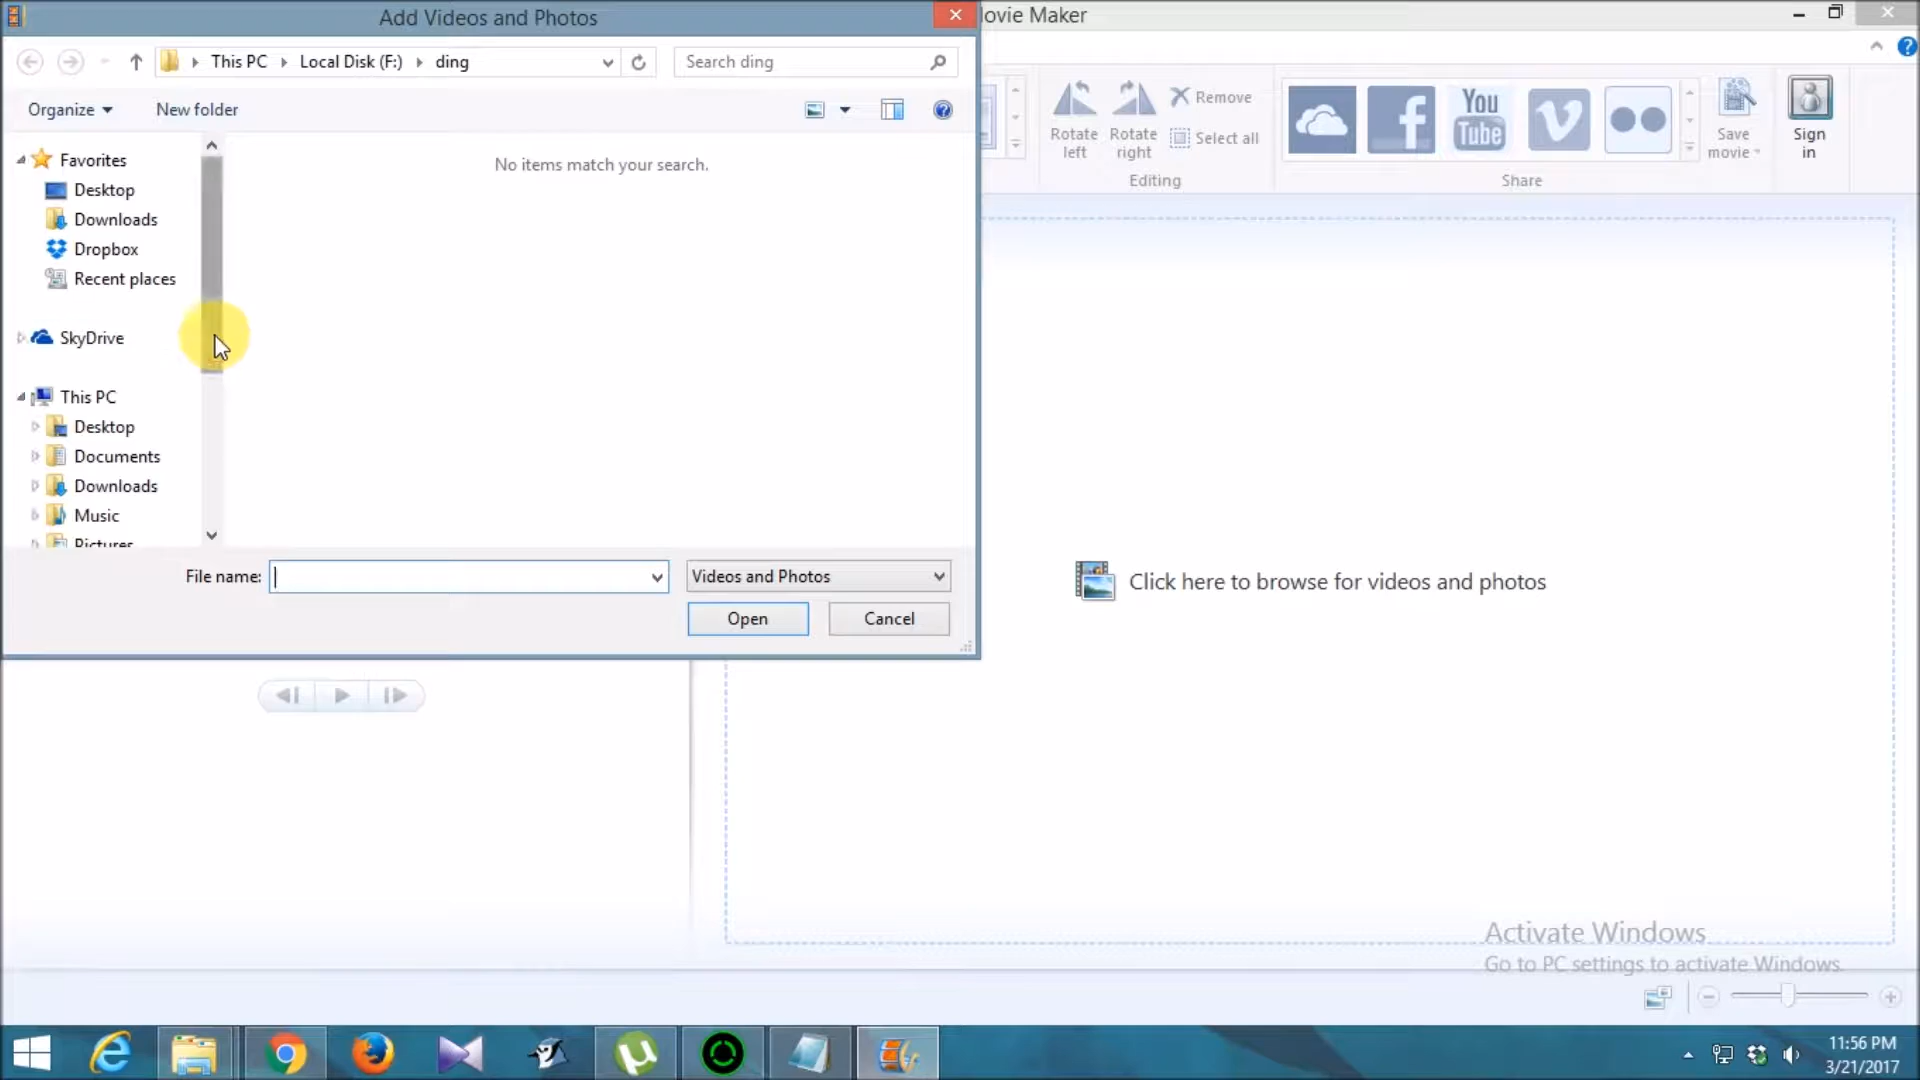 Add Videos and Photos
ovie Maker
This PC
Local Disk (F:)
ding
Search ding
Organize
New folder
Favorites
Desktop
Downloads
Dropbox
Recent places
SkyDrive
This PC
Desktop
Documents
Downloads
Music
Pictures
No items match your search.
File name:
Videos and Photos
Open
Cancel
Rotate left
Rotate right
Remove
Select all
Editing
You
Tube
Share
Save movie
Sign in
Click here to browse for videos and photos
Activate Windows
Go to PC settings to activate Windows.
11:56 PM
3/21/2017